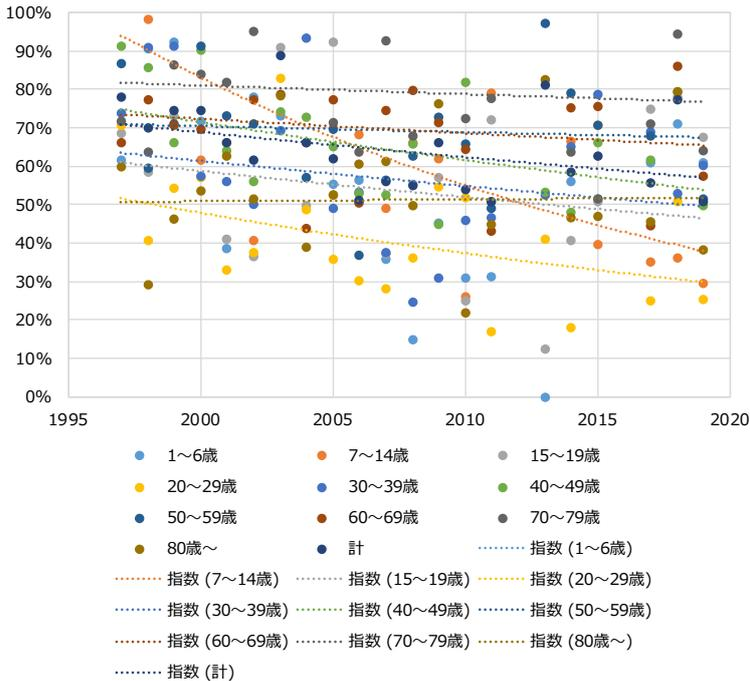 100%
90%
80%
70%
60%
50%
40%
30%
20%
10%
0%
1995 2000 2005 2010 2015 2020
1～6歳 7～14歳 15～19歳
20～29歳 30～39歳 40～49歳
50～59歳 60～69歳 70～79歳
80歳～ 計 指数 (1～6歳)
指数 (7～14歳) 指数 (15～19歳) 指数 (20～29歳)
指数 (30～39歳) 指数 (40～49歳) 指数 (50～59歳)
指数 (60～69歳) 指数 (70～79歳) 指数 (80歳～)
指数 (計)